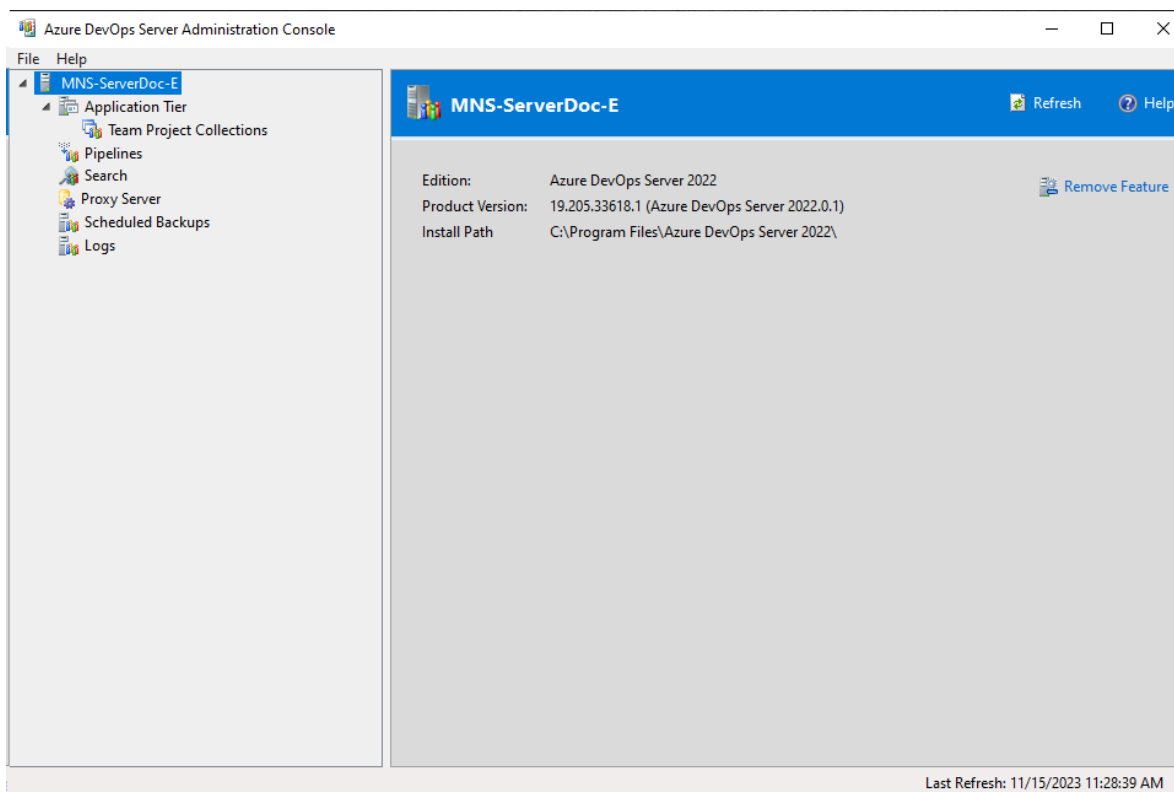 Azure DevOps Server Administration Console
File Help
MNS-ServerDoc-E
Application Tier
Team Project Collections
Pipelines
Search
Proxy Server
Scheduled Backups
Logs
MNS-ServerDoc-E
Refresh Help
Edition: Azure DevOps Server 2022
Remove Feature
Product Version: 19.205.33618.1 (Azure DevOps Server 2022.0.1)
Install Path C:\Program Files\Azure DevOps Server 2022\
Last Refresh: 11/15/2023 11:28:39 AM